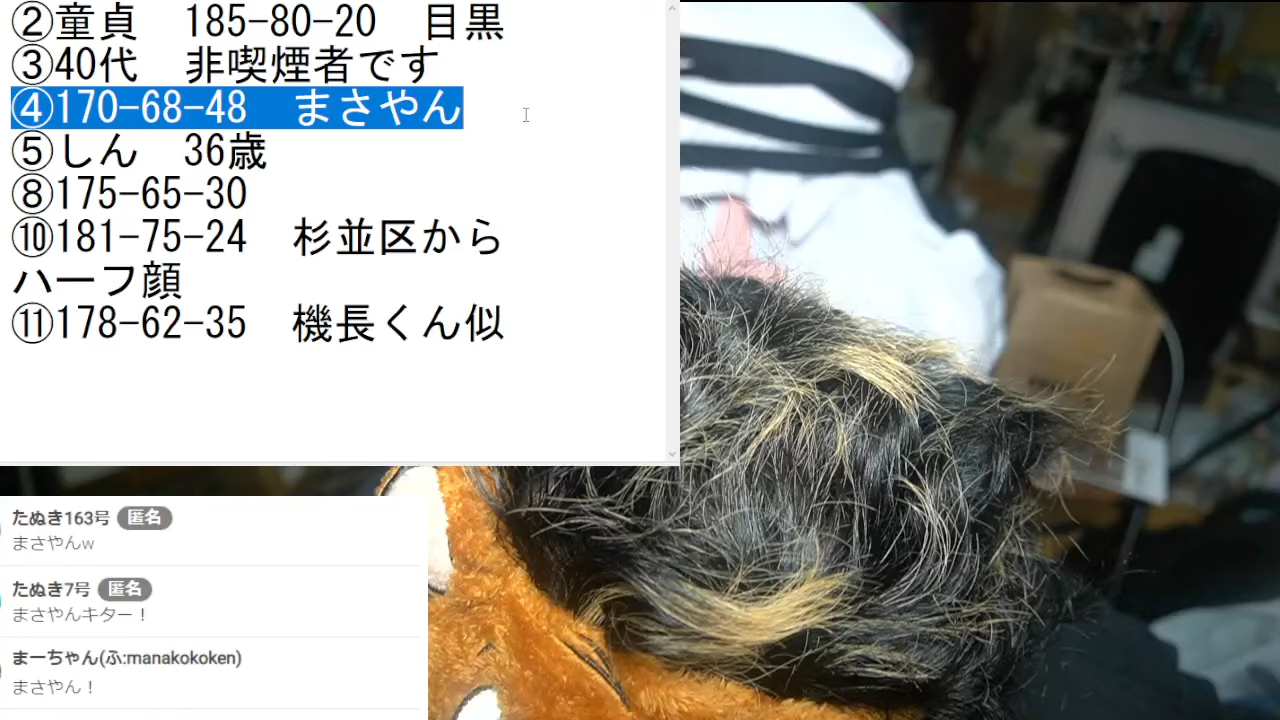 ②童貞　185-80-20　目黒
③40代　非喫煙者です
④170-68-48　まさやん
⑤しん　36歳
⑧175-65-30
⑩181-75-24　杉並区から
ハーフ顔
⑪178-62-35　機長くん似
たぬき163号 匿名
まさやんw
たぬき7号 匿名
まさやんキター！
まーちゃん(ふ:manakokoken)
まさやん！